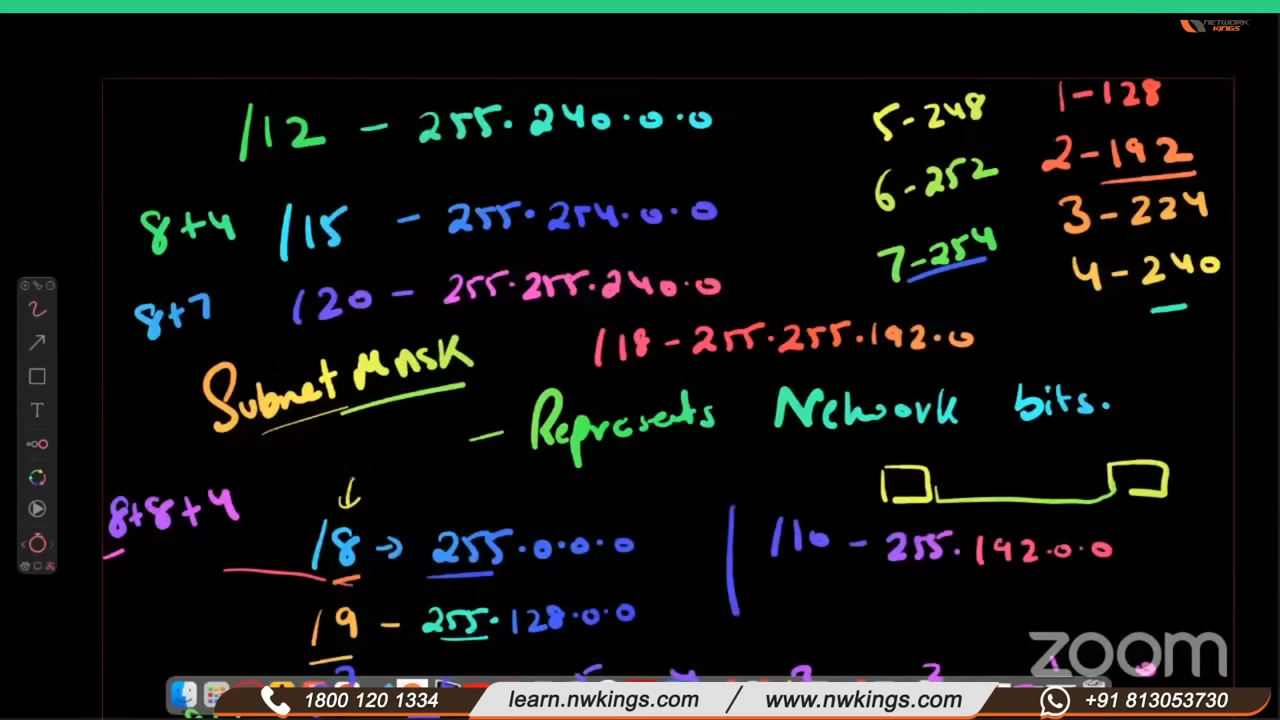 NETWORK
KINGS
/12 - 255.240.0.0
5-248
1-128
6-252
2-192
8+4 /15 - 255.254.0.0
3-224
7-254
4-240
8+7 /20 - 255.255.240.0
/18 - 255.255.192.0
Subnet Mask
- Represents Network bits.
8+8+4
/8 → 255.0.0.0
/10 - 255.192.0.0
/9 - 255.128.0.0
zoom
1800 120 1334 learn.nwkings.com / www.nwkings.com +91 813053730